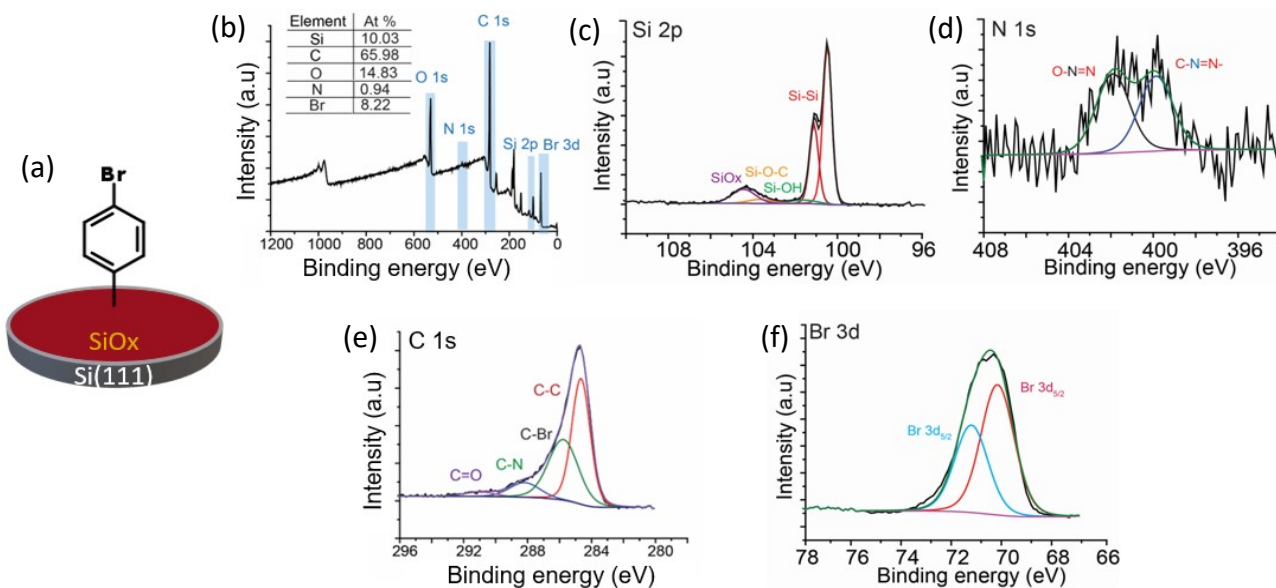 (a)
Br
SiOx
Si(111)
(b)
Element At %
Si 10.03
C 65.98
O 14.83
N 0.94
Br 8.22
C 1s
O 1s
N 1s
Si 2p
Br 3d
Intensity (a.u)
1200 1000 800 600 400 200 0
Binding energy (eV)
(c)
Si 2p
Si-Si
Si-O-C
SiOx
Si-OH
Intensity (a.u)
108 104 100 96
Binding energy (eV)
(d)
N 1s
O-N=N
C-N=N-
Intensity (a.u)
408 404 400 396
Binding energy (eV)
(e)
C 1s
C-C
C-Br
C-N
C=O
Intensity (a.u)
296 292 288 284 280
Binding energy (eV)
(f)
Br 3d
Br 3d5/2
Br 3d5/2
Intensity (a.u)
78 76 74 72 70 68 66
Binding energy (eV)